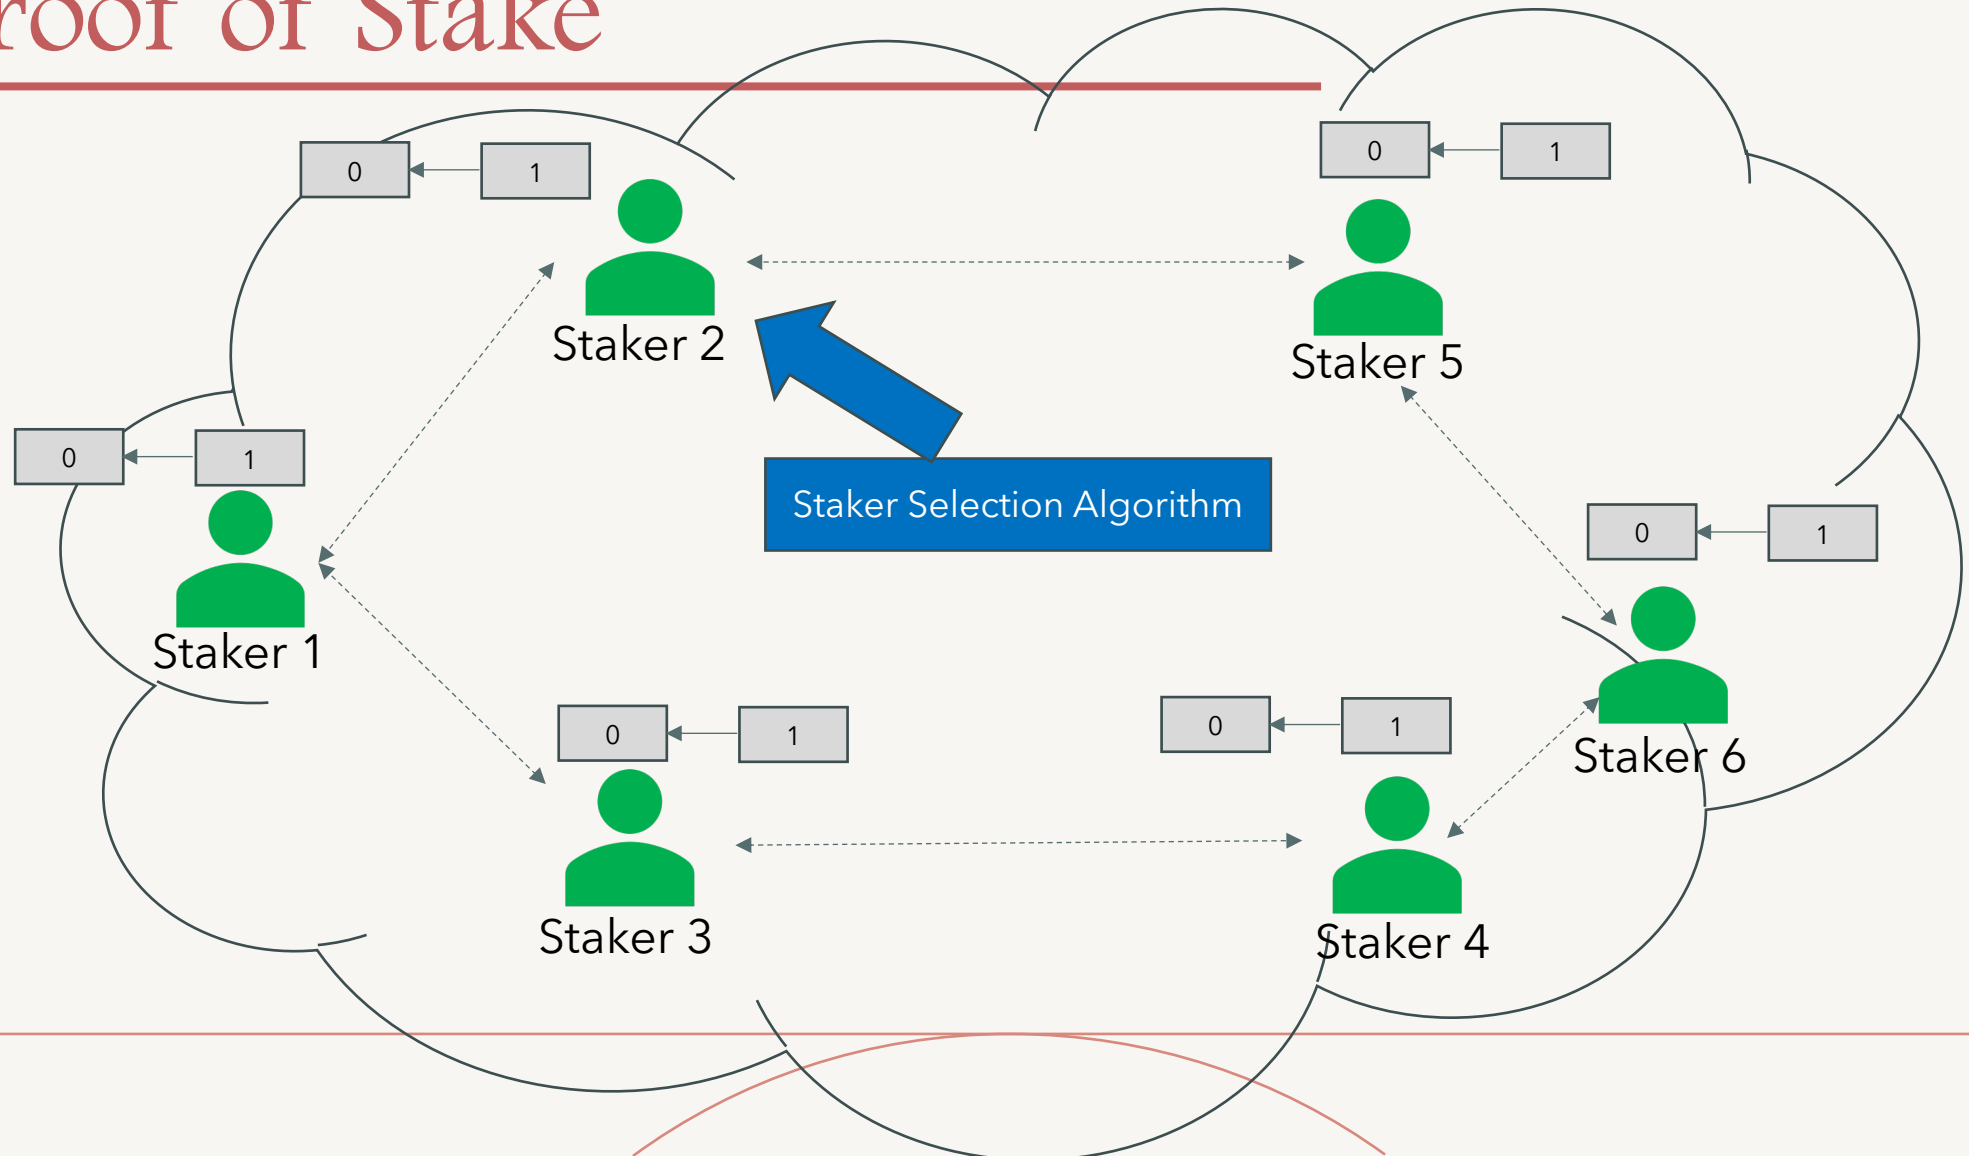 roof of Stake
0 1
0 1
Staker 2
Staker 5
0 1
Staker Selection Algorithm
0 1
Staker 1
0 1
0 1
Staker 6
Staker 3
Staker 4